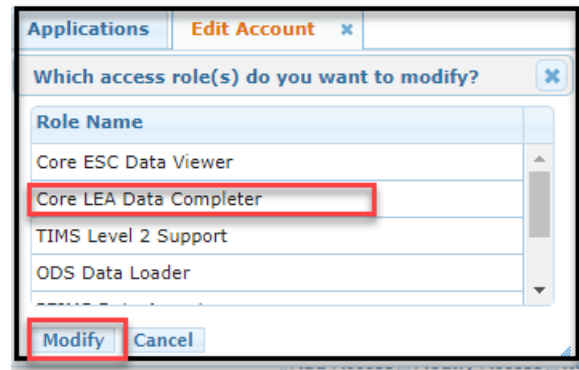 Applications Edit Account ×
Which access role(s) do you want to modify? ×
Role Name
Core ESC Data Viewer
Core LEA Data Completer
TIMS Level 2 Support
ODS Data Loader
Modify Cancel